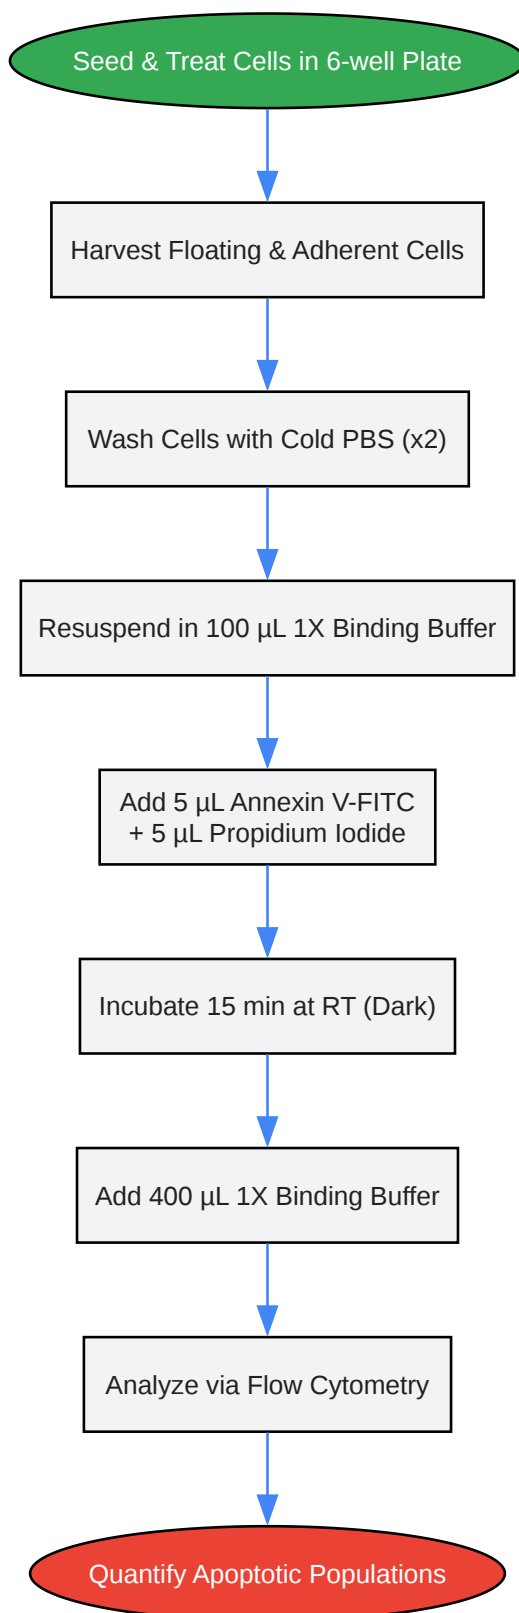 Seed & Treat Cells in 6-well Plate
Harvest Floating & Adherent Cells
Wash Cells with Cold PBS (x2)
Resuspend in 100 µL 1X Binding Buffer
Add 5 µL Annexin V-FITC
+ 5 µL Propidium Iodide
Incubate 15 min at RT (Dark)
Add 400 µL 1X Binding Buffer
Analyze via Flow Cytometry
Quantify Apoptotic Populations